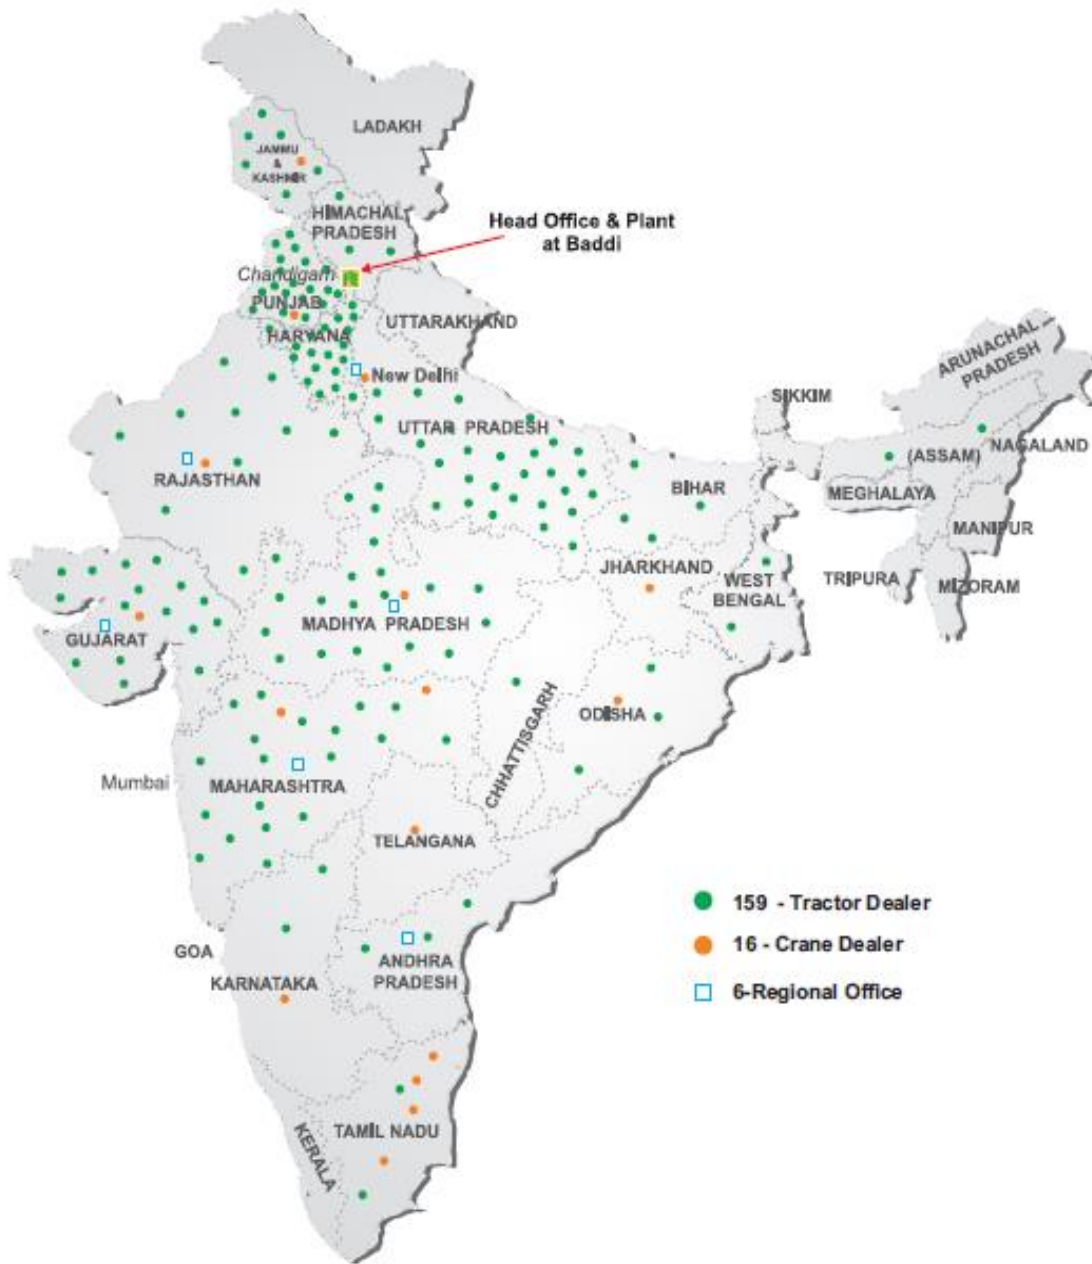 LADAKH
JAMMU
&
KASHMIR
HIMACHAL
PRADESH
Head Office & Plant
at Baddi
Chandigarh
PUNJAB
HARYANA
UTTARAKHAND
New Delhi
UTTAR PRADESH
RAJASTHAN
SIKKIM
ARUNACHAL
PRADESH
(ASSAM)
NAGALAND
MEGHALAYA
MANIPUR
TRIPURA
MIZORAM
BIHAR
JHARKHAND
WEST
BENGAL
GUJARAT
MADHYA PRADESH
CHHATTISGARH
ODISHA
Mumbai
MAHARASHTRA
TELANGANA
159 - Tractor Dealer
16 - Crane Dealer
6-Regional Office
GOA
KARNATAKA
ANDHRA
PRADESH
TAMIL NADU
KERALA